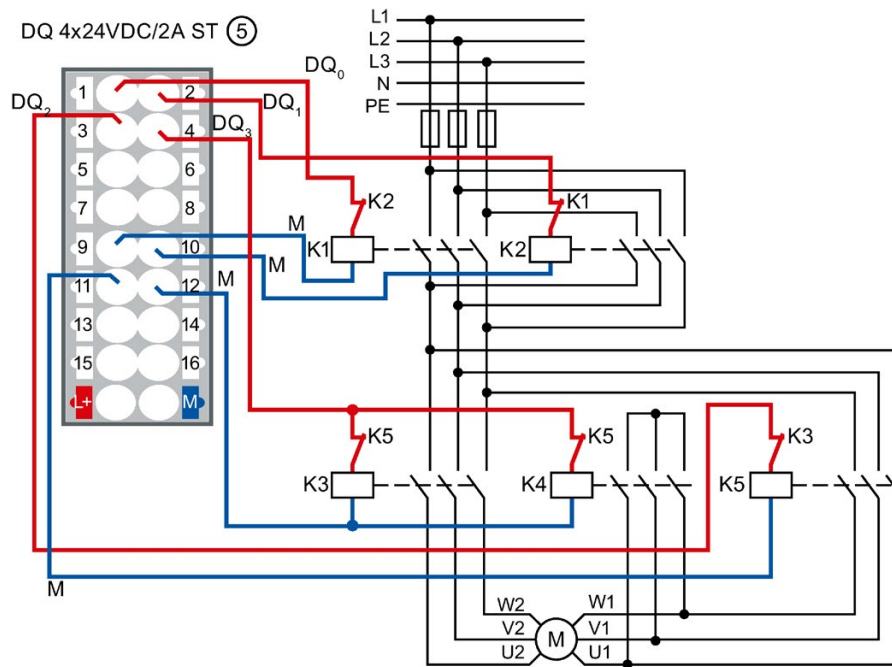 DQ 4x24VDC/2A ST ⑤
L1
L2
L3
N
PE
DQ0
DQ1
DQ2
DQ3
1 2
3 4
5 6
7 8
9 10
11 12
13 14
15 16
L+ M
K2
K1
M
K1
K2
M
M
K5
K5
K3
K3
K4
K5
M
W2
W1
V2
M
V1
U2
U1